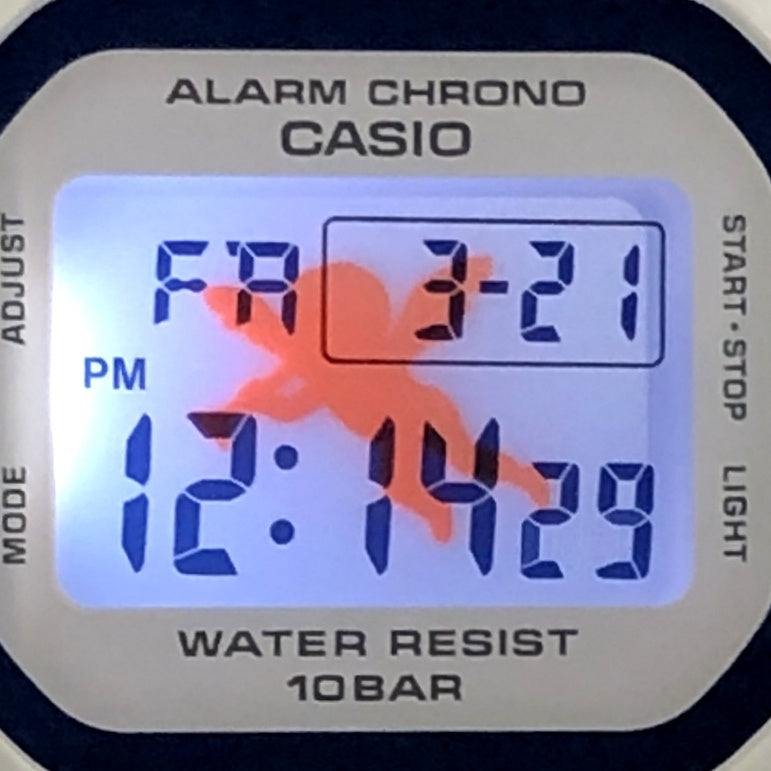 ALARM CHRONO
CASIO
ADJUST
START·STOP
FR 3-21
PM
12:14 29
MODE
LIGHT
WATER RESIST
10BAR